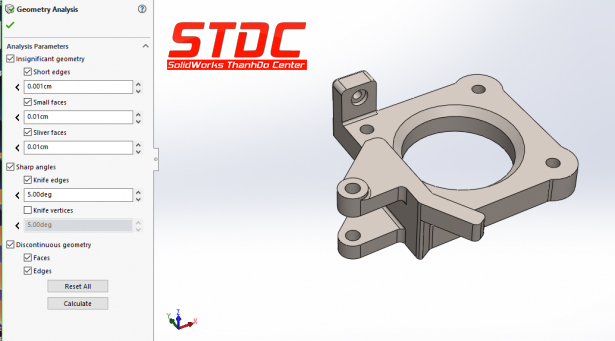 Geometry Analysis
Analysis Parameters
Insignificant geometry
Short edges
0.001cm
Small faces
0.01cm
Sliver faces
0.01cm
Sharp angles
Knife edges
5.00deg
Knife vertices
5.00deg
Discontinuous geometry
Faces
Edges
Reset All
Calculate
STDC
SolidWorks ThanhDo Center
Y
Z
X